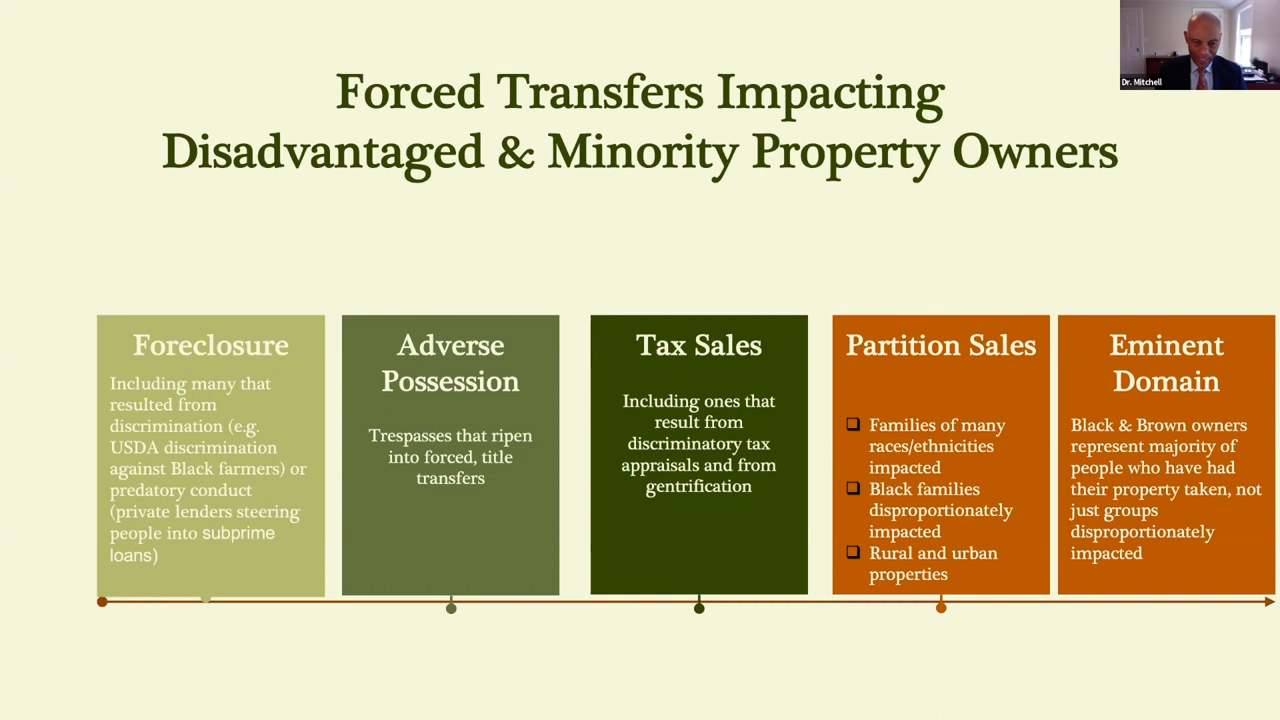 Dr. Mitchell
Forced Transfers Impacting
Disadvantaged & Minority Property Owners
Foreclosure
Including many that
resulted from
discrimination (e.g.
USDA discrimination
against Black farmers) or
predatory conduct
(private lenders steering
people into subprime
loans)
Adverse
Possession
Trespasses that ripen
into forced, title
transfers
Tax Sales
Including ones that
result from
discriminatory tax
appraisals and from
gentrification
Partition Sales
Families of many
races/ethnicities
impacted
Black families
disproportionately
impacted
Rural and urban
properties
Eminent
Domain
Black & Brown owners
represent majority of
people who have had
their property taken, not
just groups
disproportionately
impacted